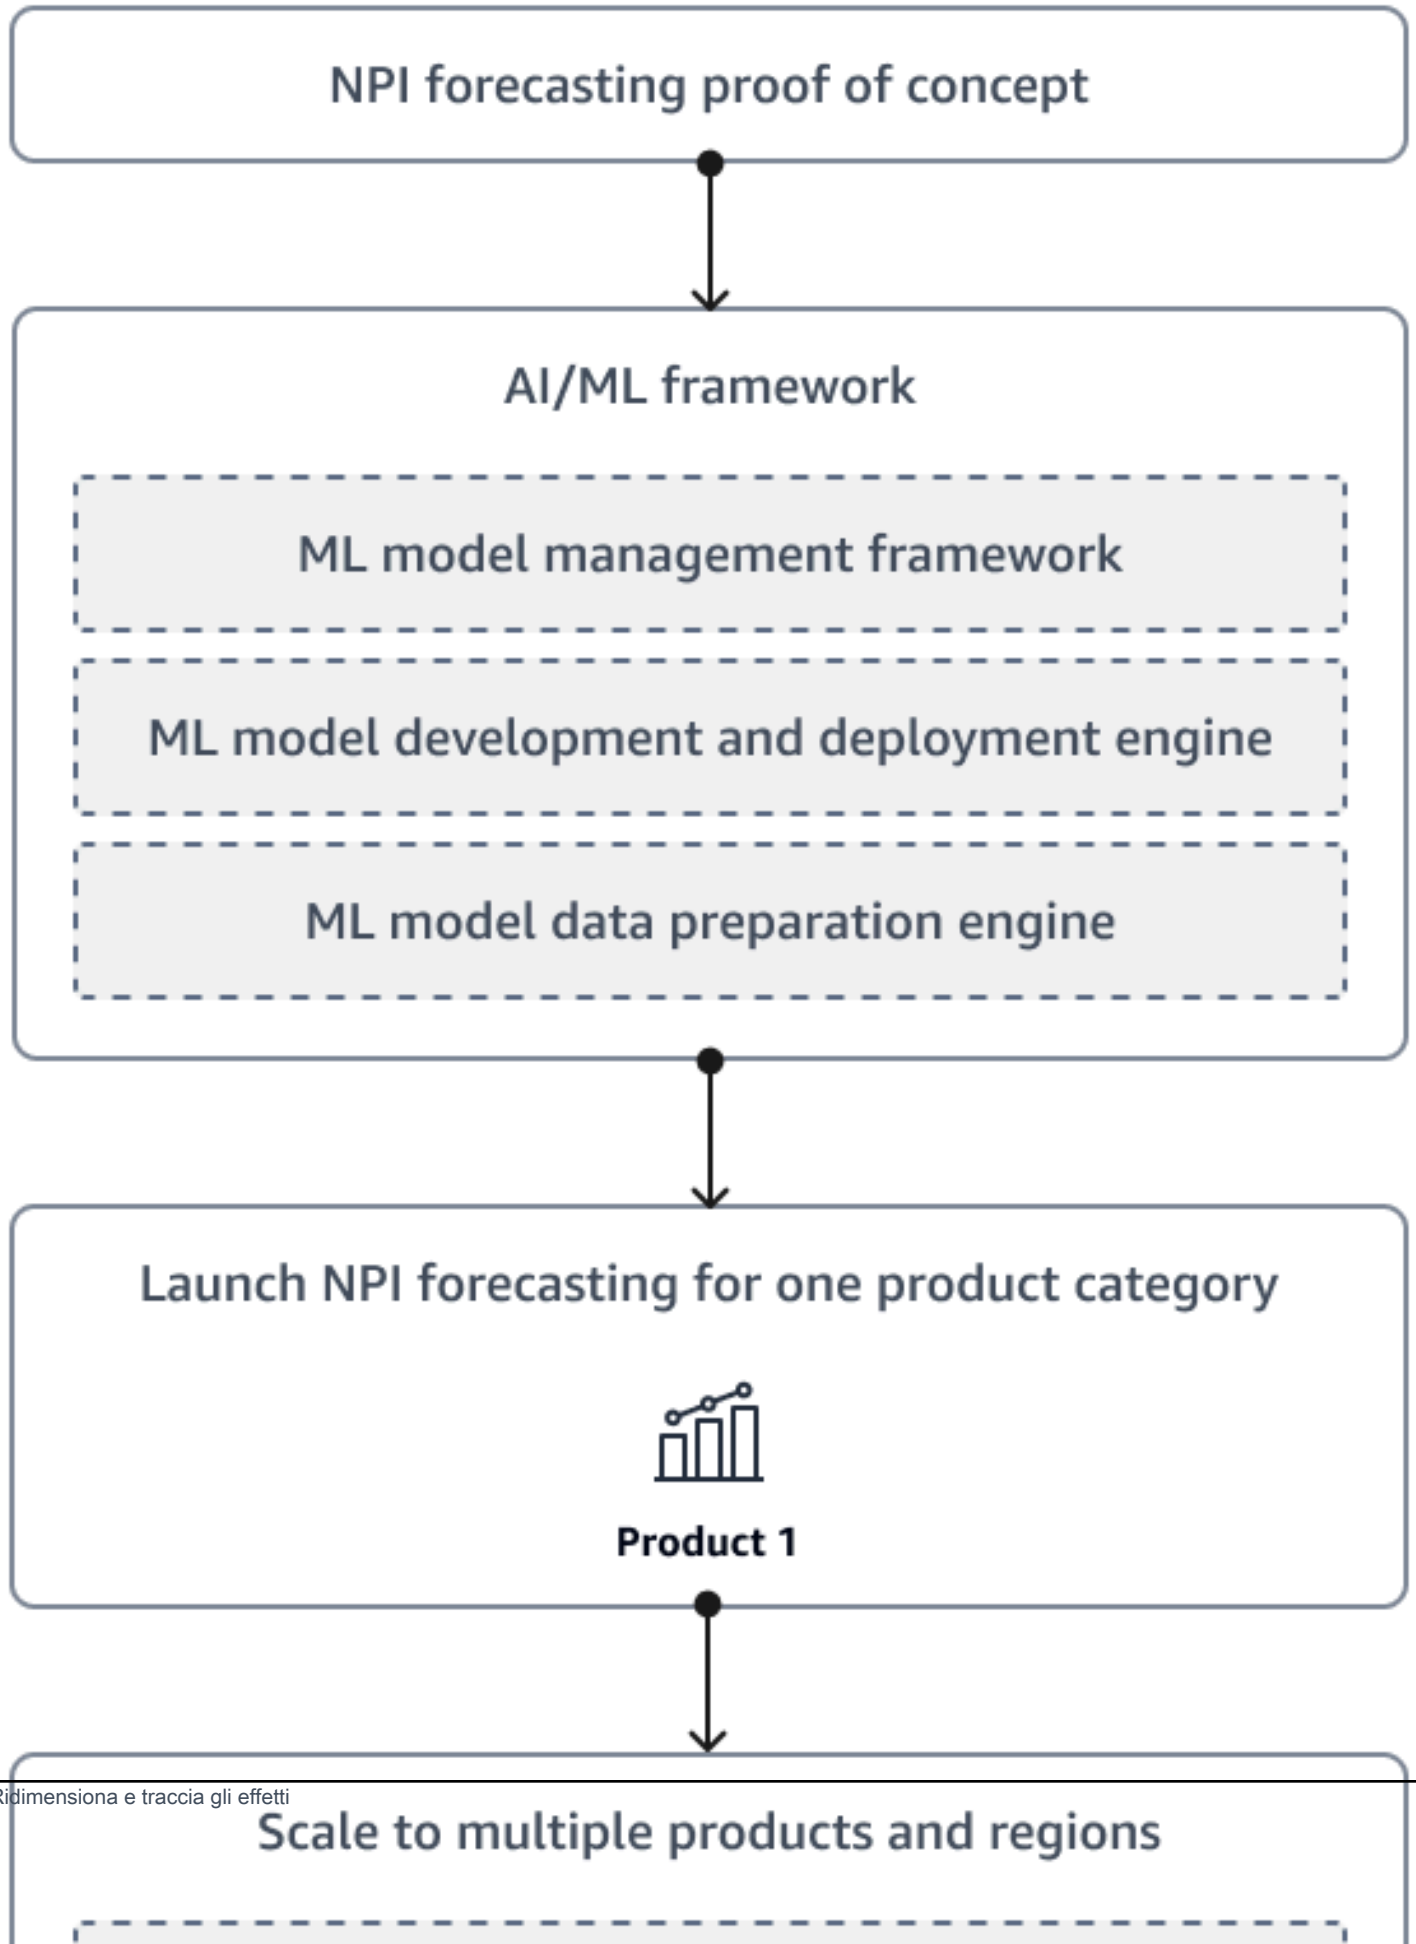 NPI forecasting proof of concept
AI/ML framework
ML model management framework
ML model development and deployment engine
ML model data preparation engine
Launch NPI forecasting for one product category
Product 1
Ridimensiona e traccia gli effetti
Scale to multiple products and regions